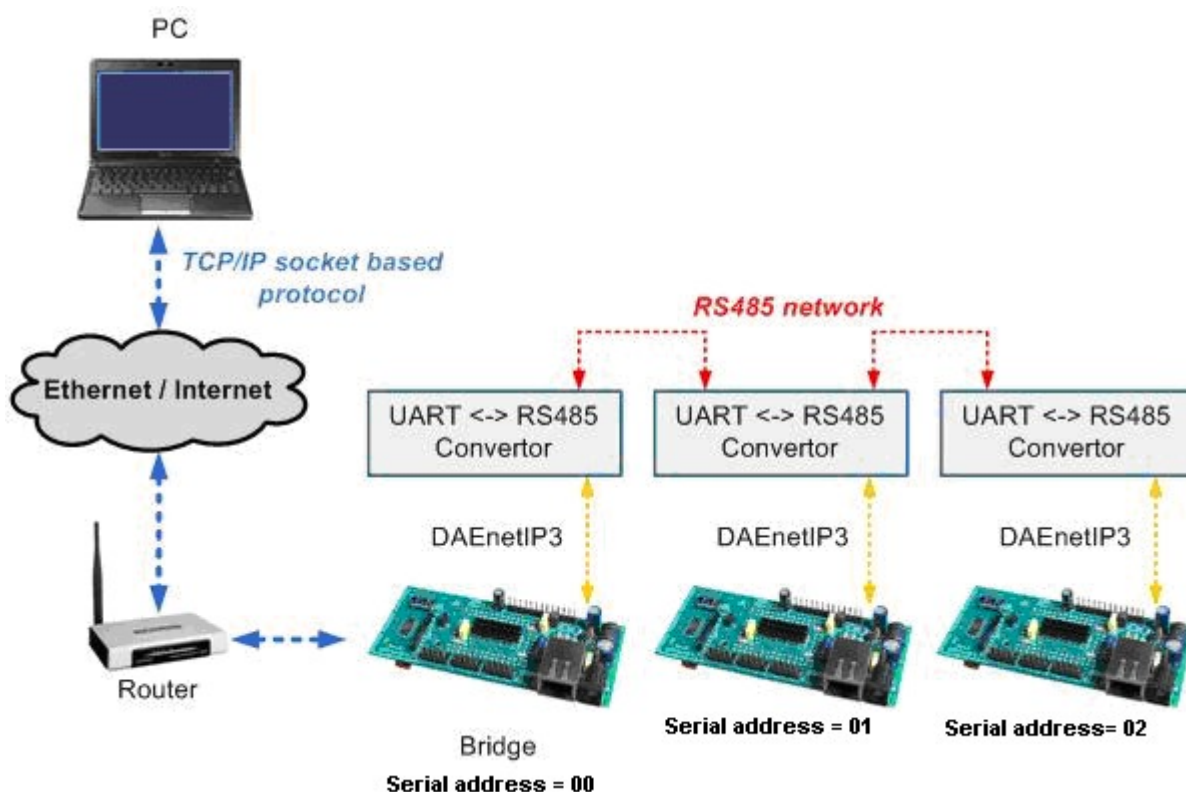 PC
TCP/IP socket based
protocol
Ethernet / Internet
RS485 network
UART <-> RS485
Convertor
UART <-> RS485
Convertor
UART <-> RS485
Convertor
DAEnetIP3
DAEnetIP3
DAEnetIP3
Router
Bridge
Serial address = 00
Serial address = 01
Serial address= 02